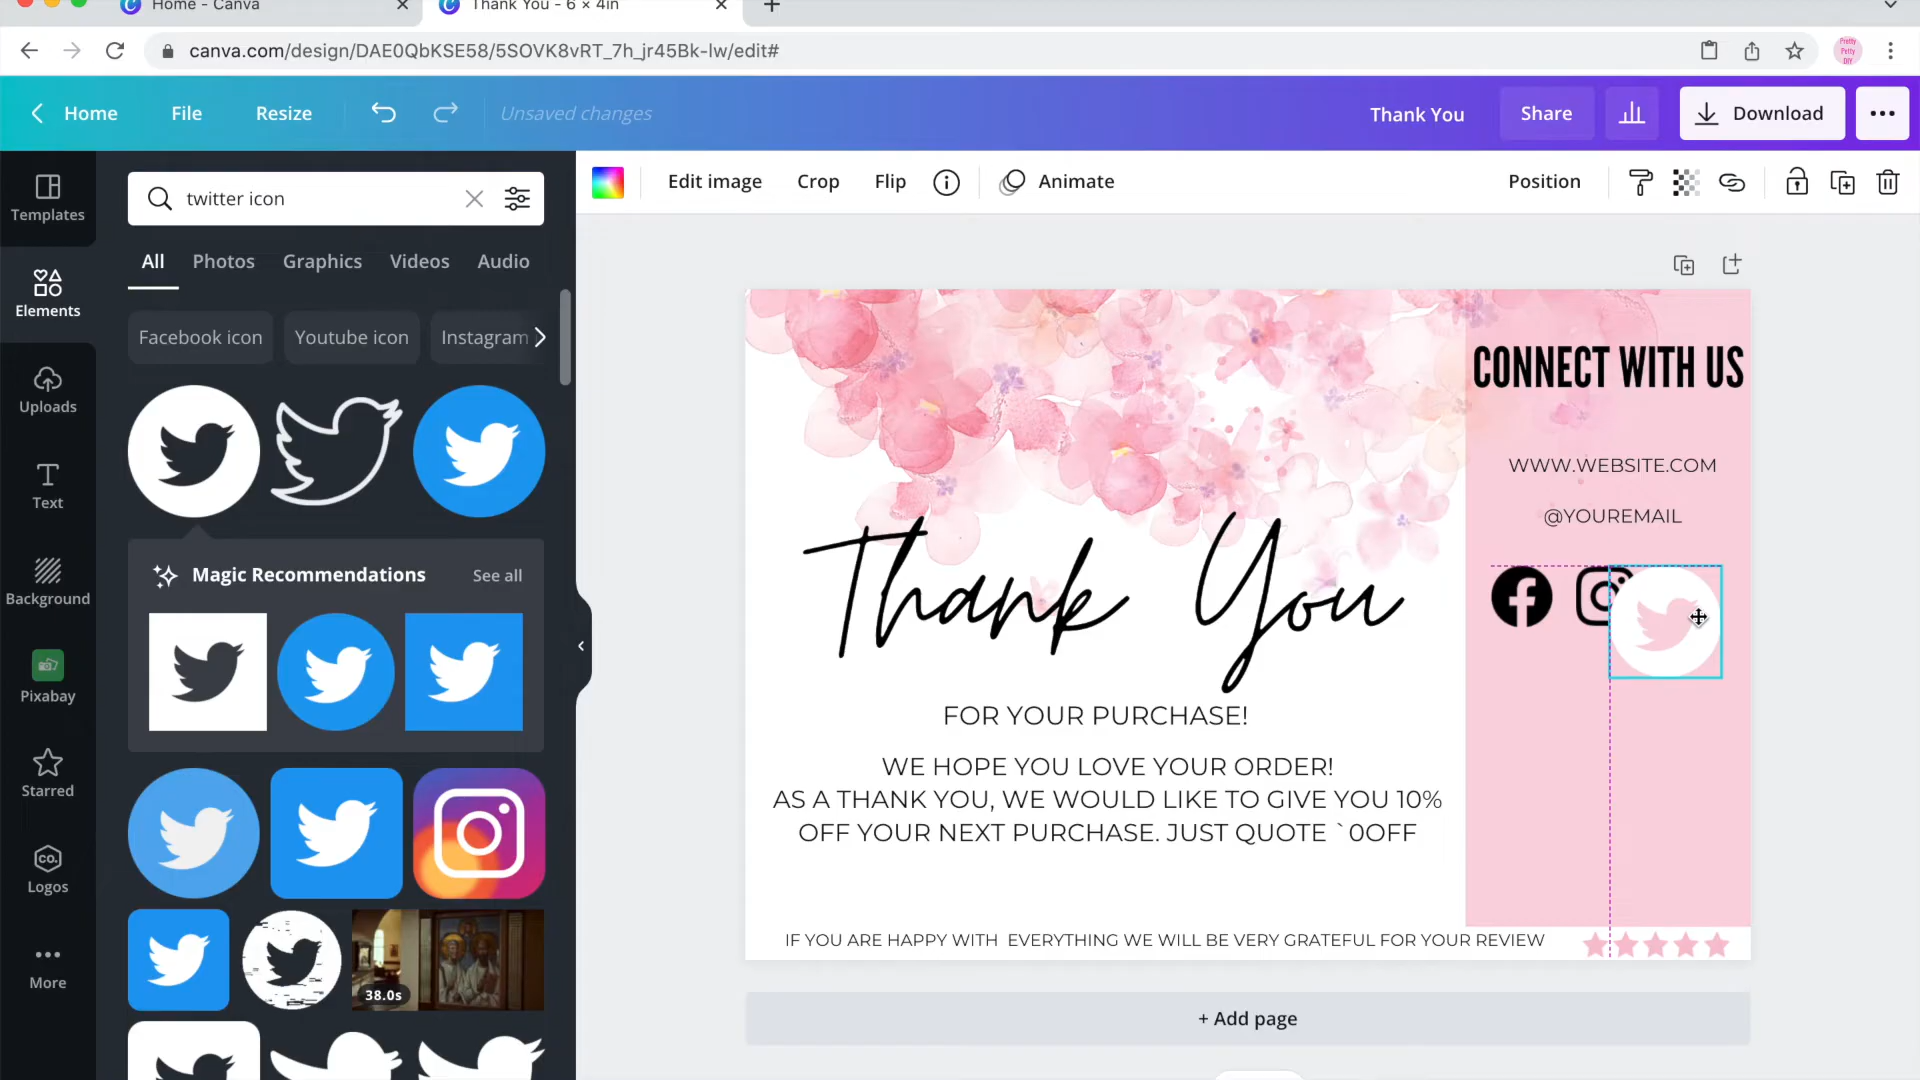 Home - Canva
Thank You - 6 × 4in
canva.com/design/DAE0QbKSE58/5SOVK8vRT_7h_jr45Bk-lw/edit#
Pretty
Petty
DIY
Home
File
Resize
Unsaved changes
Thank You
Share
Download
Templates
Elements
Uploads
Text
Background
Pixabay
Starred
CO.
Logos
More
twitter icon
All
Photos
Graphics
Videos
Audio
Facebook icon
Youtube icon
Instagram
Magic Recommendations
See all
38.0s
Edit image
Crop
Flip
Animate
Position
Thank You
FOR YOUR PURCHASE!
WE HOPE YOU LOVE YOUR ORDER!
AS A THANK YOU, WE WOULD LIKE TO GIVE YOU 10%
OFF YOUR NEXT PURCHASE. JUST QUOTE `0OFF
IF YOU ARE HAPPY WITH  EVERYTHING WE WILL BE VERY GRATEFUL FOR YOUR REVIEW
CONNECT WITH US
WWW.WEBSITE.COM
@YOUREMAIL
+ Add page